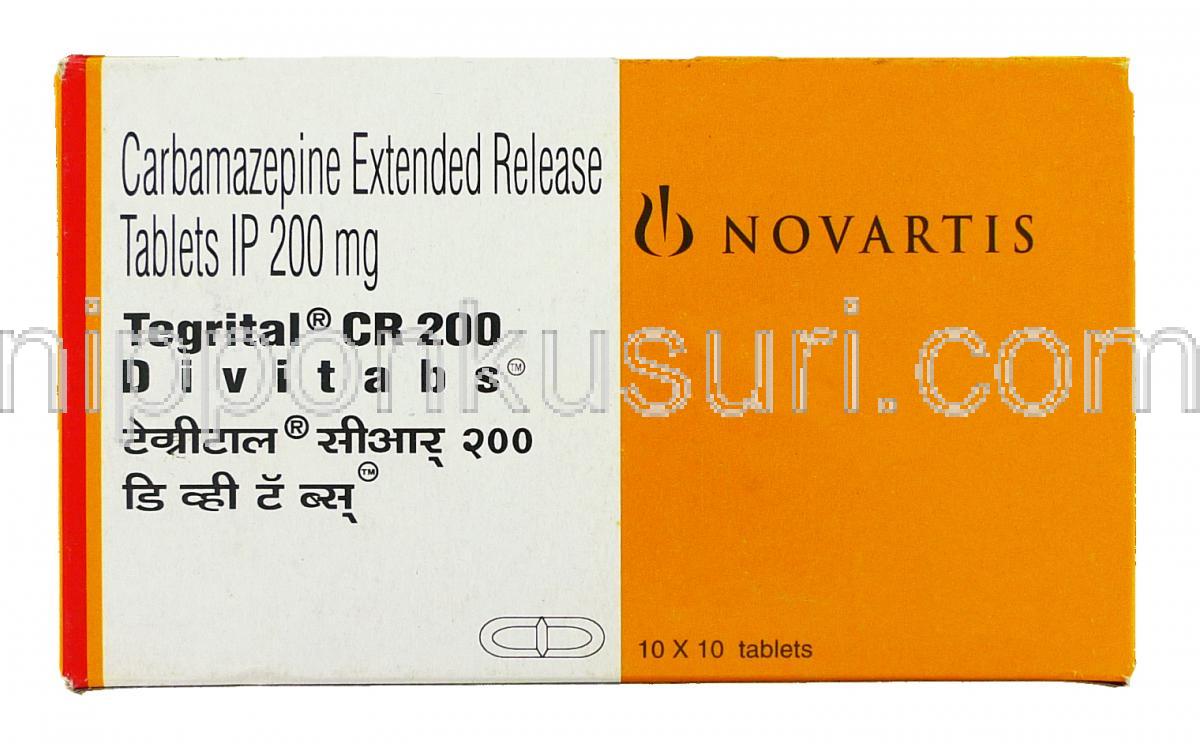 Carbamazepine Extended Release
Tablets IP 200 mg
Tegrital® CR 200
Divitabs™
टेग्रीटाल® सीआर् २००
डि व्ही टॅ ब्स्™
NOVARTIS
10 X 10 tablets
nipponkusuri.com